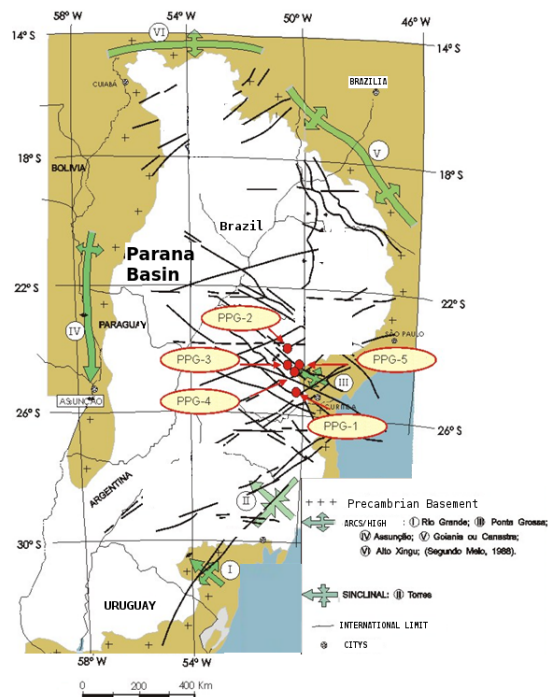 58° W
54° W
50° W
46° W
14° S
14° S
VI
CUIABÁ
BRAZILIA
V
18° S
18° S
BOLIVIA
Brazil
Parana
Basin
22° S
22° S
PPG-2
IV
PARAGUAY
SÃO PAULO
PPG-3
PPG-5
III
ASSUNÇÃO
PPG-4
CURITIBA
26° S
26° S
PPG-1
ARGENTINA
II
+ + + Precambrian Basement
ARCS/HIGH : I Rio Grande; III Ponta Grossa;
IV Assunção; V Goiania ou Canastra;
VI Alto Xingu; (Segundo Melo, 1988).
30° S
I
SINCLINAL: II Torres
URUGUAY
INTERNATIONAL LIMIT
CITYS
58° W
54° W
0 200 400 Km